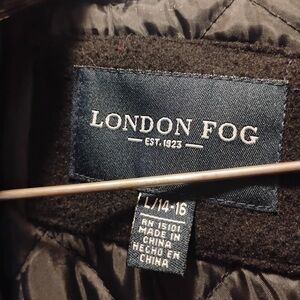 LONDON FOG
EST. 1923
L/14-16
RN 15101
MADE IN
CHINA
HECHO EN
CHINA